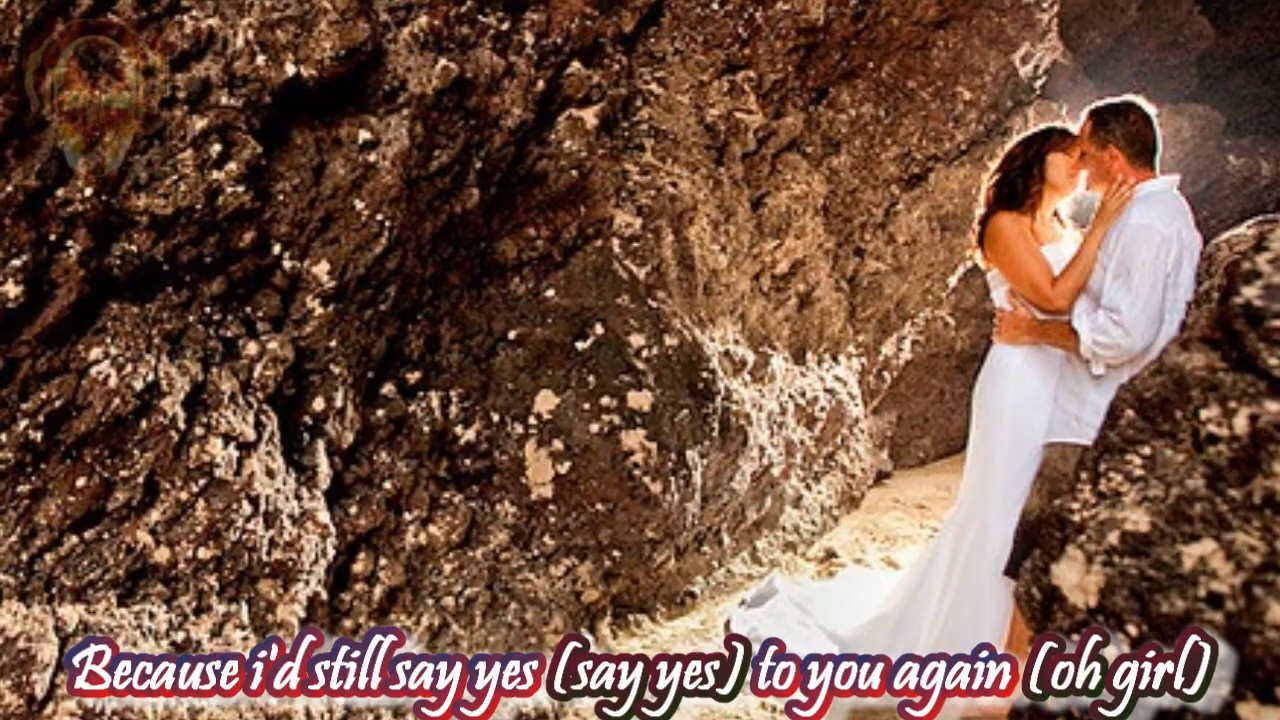 Because i'd still say yes (say yes) to you again (oh girl)